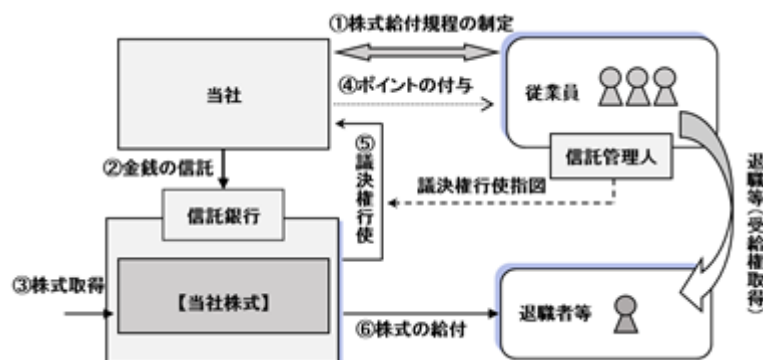 ①株式給付規程の制定
当社
従業員
④ポイントの付与
②金銭の信託
⑤議決権行使
信託管理人
議決権行使指図
退職等(受給権取得)
信託銀行
③株式取得
【当社株式】
⑥株式の給付
退職者等